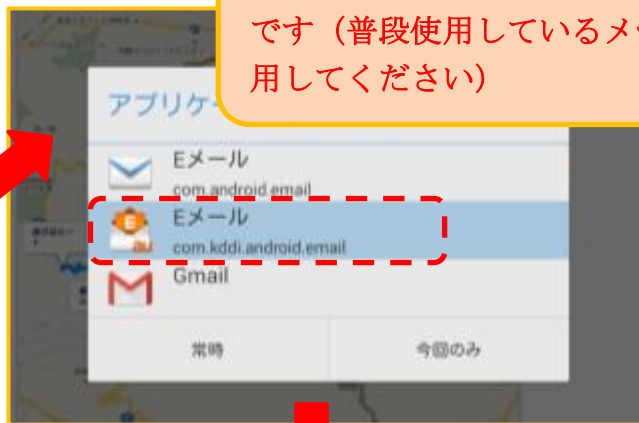 です（普段使用しているメ
用してください）
アプリケー
Eメール
com.android.email
Eメール
com.kddi.android.email
au
Gmail
常時
今回のみ